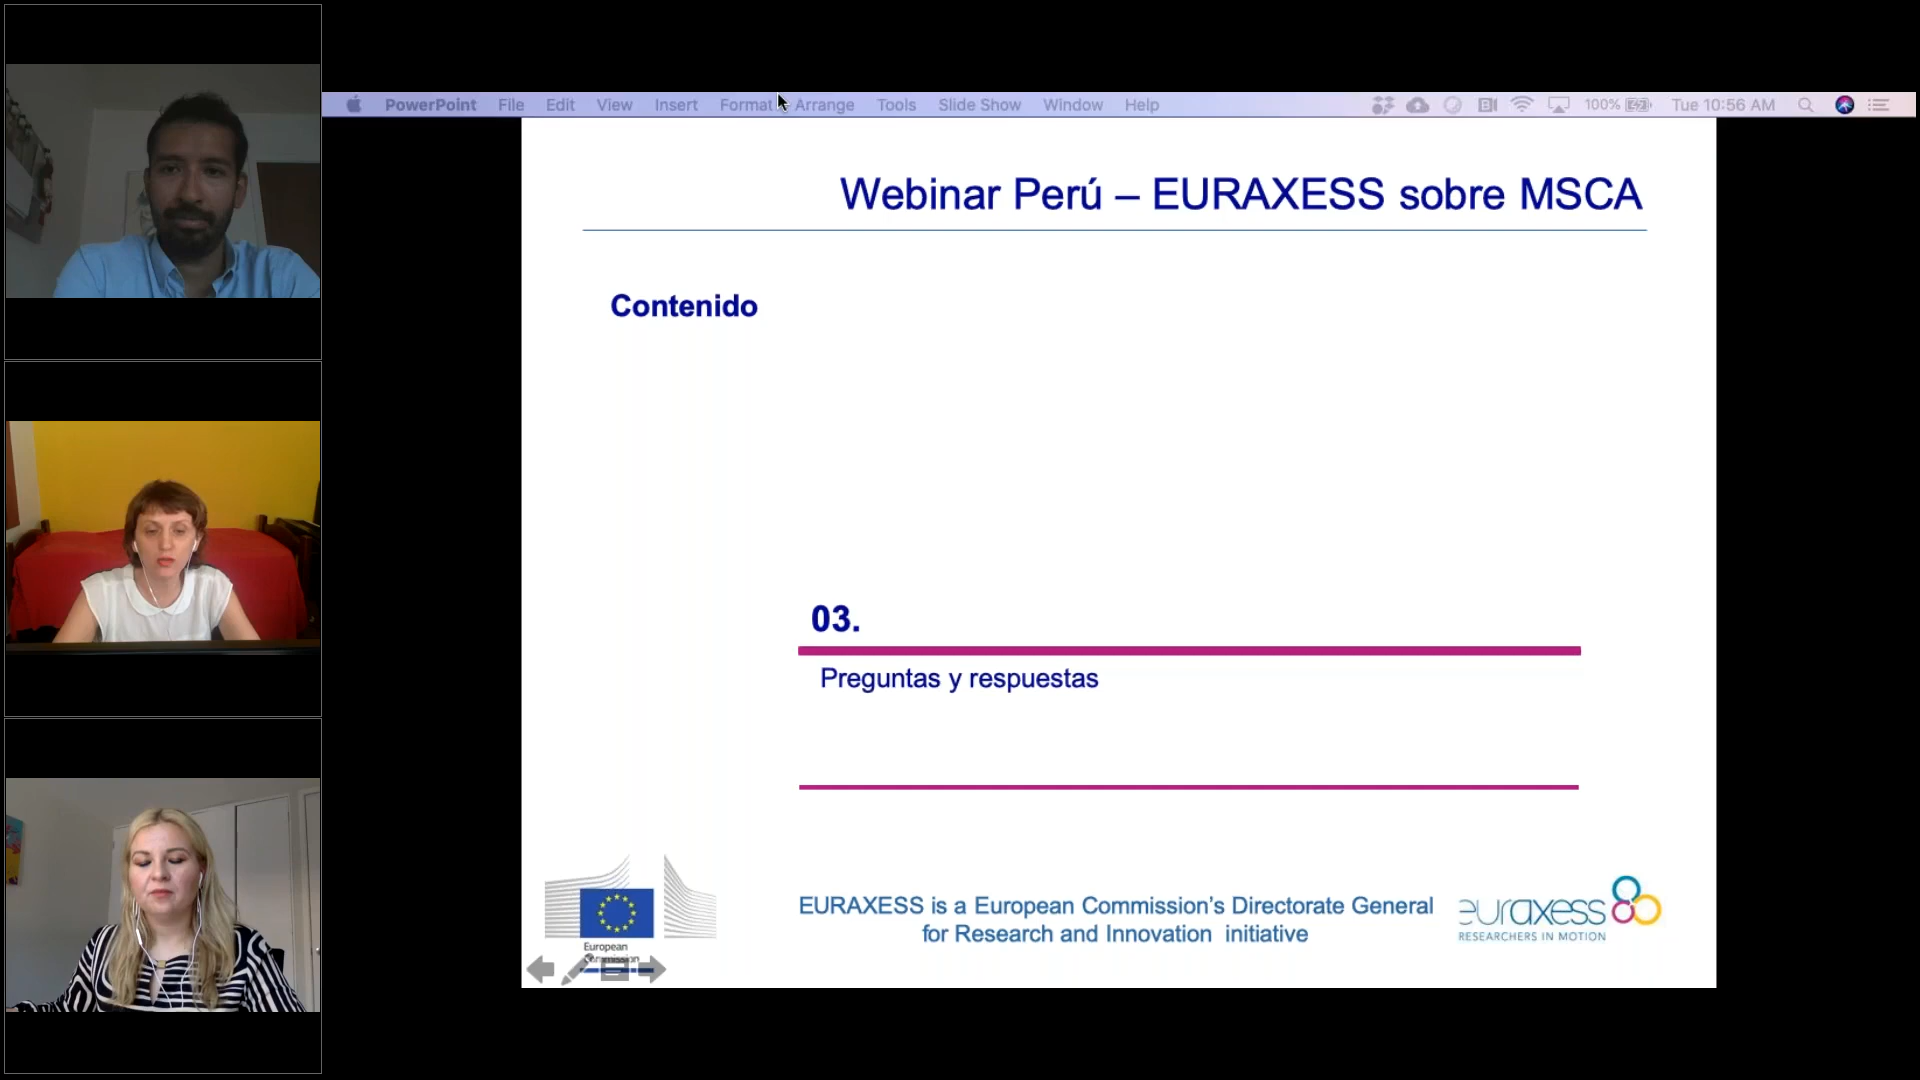 PowerPoint File Edit View Insert Format Arrange Tools Slide Show Window Help 100% Tue 10:56 AM
Webinar Perú – EURAXESS sobre MSCA
Contenido
03.
Preguntas y respuestas
European
Commission
EURAXESS is a European Commission's Directorate General
for Research and Innovation initiative
euraxess
RESEARCHERS IN MOTION